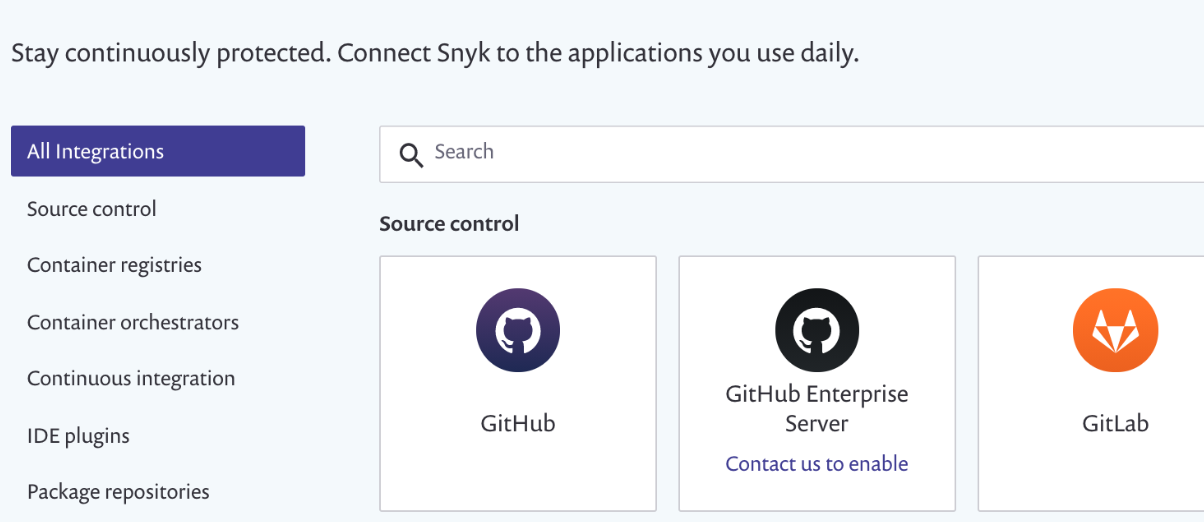 Stay continuously protected. Connect Snyk to the applications you use daily.
All Integrations
Source control
Container registries
Container orchestrators
Continuous integration
IDE plugins
Package repositories
Search
Source control
GitHub
GitHub Enterprise
Server
Contact us to enable
GitLab